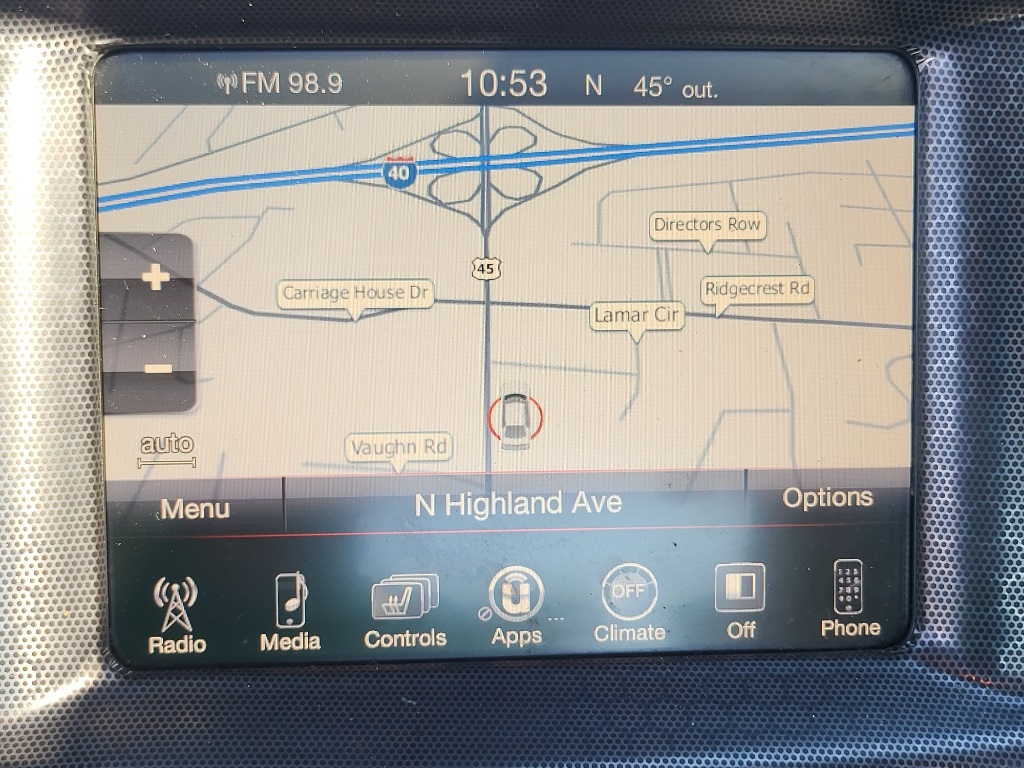 FM 98.9 10:53 N 45° out.
40
Directors Row
45
Carriage House Dr
Ridgecrest Rd
Lamar Cir
+
−
auto
Vaughn Rd
Menu N Highland Ave Options
OFF
Radio Media Controls Apps ... Climate Off Phone